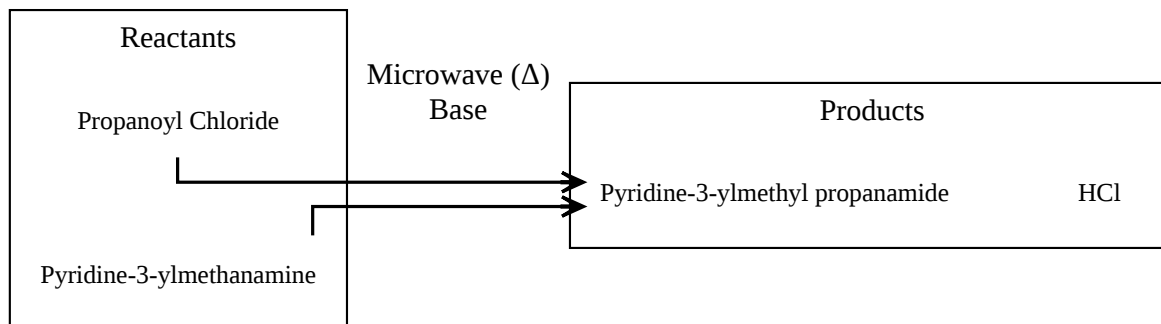 Reactants
Propanoyl Chloride
Pyridine-3-ylmethanamine
Microwave (Δ)
Base
Products
Pyridine-3-ylmethyl propanamide
HCl